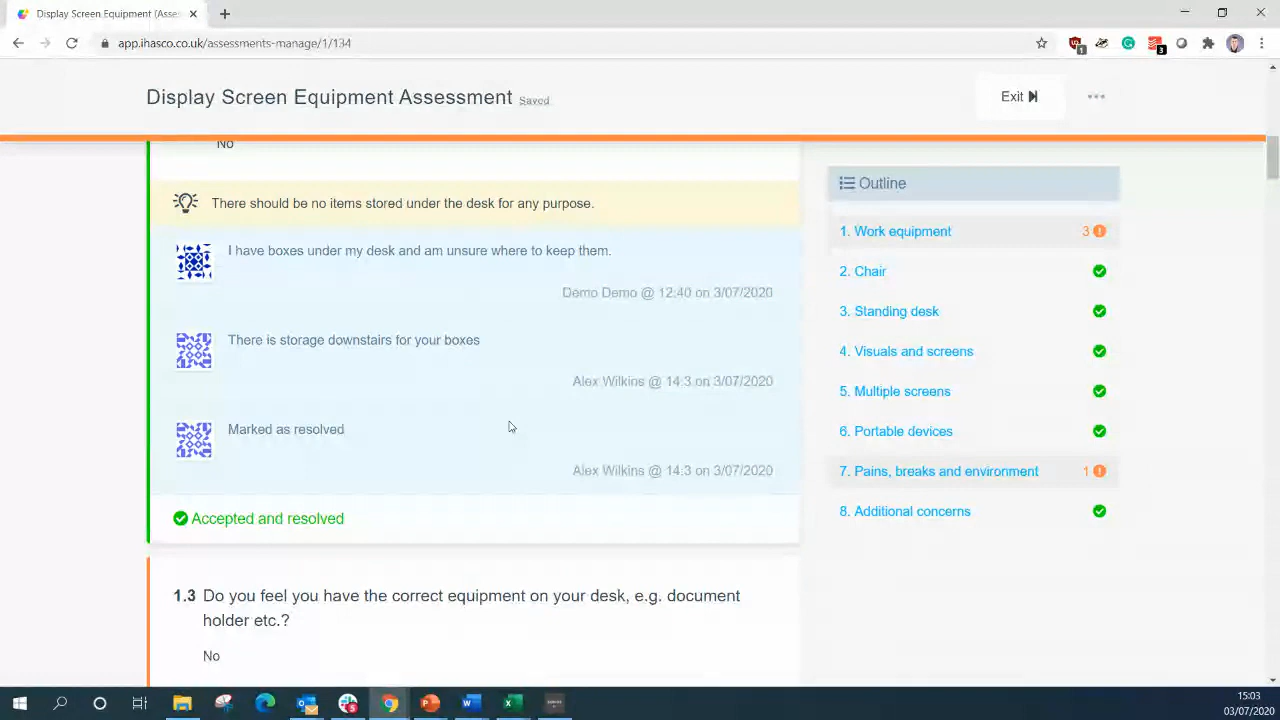 Display Screen Equipment [Asses
app.ihasco.co.uk/assessments-manage/1/134
1
3
Display Screen Equipment Assessment Saved
Exit
No
There should be no items stored under the desk for any purpose.
I have boxes under my desk and am unsure where to keep them.
Demo Demo @ 12:40 on 3/07/2020
There is storage downstairs for your boxes
Alex Wilkins @ 14:3 on 3/07/2020
Marked as resolved
Alex Wilkins @ 14:3 on 3/07/2020
Accepted and resolved
1.3 Do you feel you have the correct equipment on your desk, e.g. document
holder etc.?
No
Outline
1. Work equipment 3
2. Chair
3. Standing desk
4. Visuals and screens
5. Multiple screens
6. Portable devices
7. Pains, breaks and environment 1
8. Additional concerns
15:03
03/07/2020